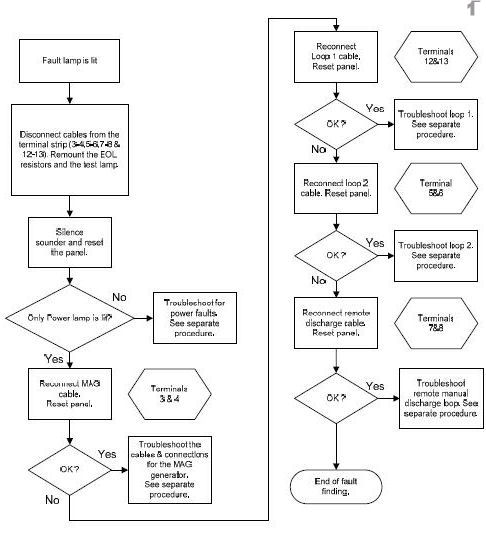 Fault lamp is lit
Disconnect cables from the
terminal strip (3-4,5-6,7-8 &
12-13). Remount the EOL
resistors and the test lamp.
Silence
sounder and reset
the panel.
Only Power lamp is lit?
No
Troubleshoot for
power faults.
See separate
procedure.
Yes
Reconnect MAG
cable.
Reset panel.
Terminals
3 & 4
OK?
Yes
Troubleshoot the
cables & connections
for the MAG
generator.
See separate
procedure.
No
Reconnect
Loop 1 cable,
Reset panel.
Terminals
12&13
OK?
Yes
Troubleshoot loop 1.
See separate
procedure.
No
Reconnect loop 2
cable. Reset panel.
Terminal
5&6
OK?
Yes
Troubleshoot loop 2.
See separate
procedure.
No
Reconnect remote
discharge cable.
Reset panel.
Terminals
7&8
OK?
Yes
Troubleshoot
remote manual
discharge loop. See
separate procedure.
End of fault
finding.